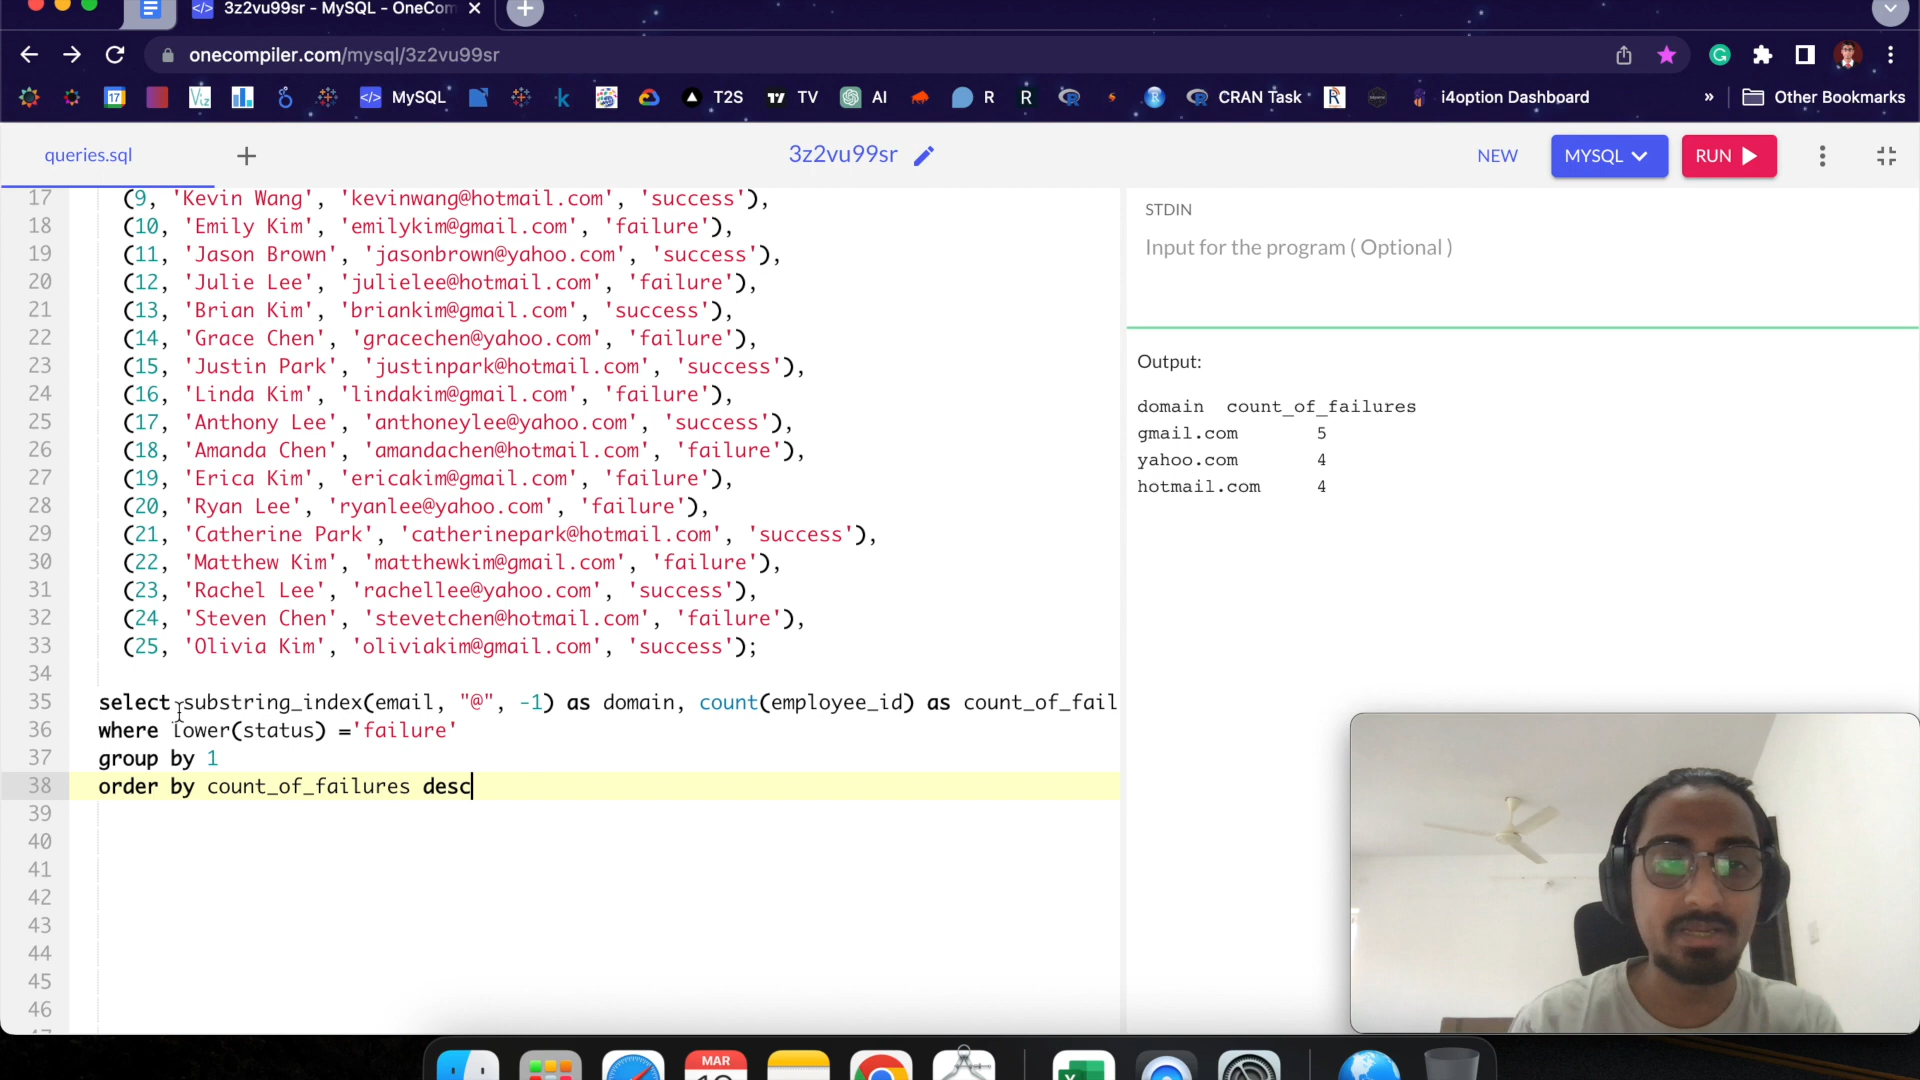 3z2vu99sr - MySQL - OneCom
onecompiler.com/mysql/3z2vu99sr
17 MySQL T2S TV AI R CRAN Task i4option Dashboard » Other Bookmarks
queries.sql
3z2vu99sr
NEW MYSQL RUN
17 (9, 'Kevin Wang', 'kevinwang@hotmail.com', 'success'),
18 (10, 'Emily Kim', 'emilykim@gmail.com', 'failure'),
19 (11, 'Jason Brown', 'jasonbrown@yahoo.com', 'success'),
20 (12, 'Julie Lee', 'julielee@hotmail.com', 'failure'),
21 (13, 'Brian Kim', 'briankim@gmail.com', 'success'),
22 (14, 'Grace Chen', 'gracechen@yahoo.com', 'failure'),
23 (15, 'Justin Park', 'justinpark@hotmail.com', 'success'),
24 (16, 'Linda Kim', 'lindakim@gmail.com', 'failure'),
25 (17, 'Anthony Lee', 'anthoneylee@yahoo.com', 'success'),
26 (18, 'Amanda Chen', 'amandachen@hotmail.com', 'failure'),
27 (19, 'Erica Kim', 'ericakim@gmail.com', 'failure'),
28 (20, 'Ryan Lee', 'ryanlee@yahoo.com', 'failure'),
29 (21, 'Catherine Park', 'catherinepark@hotmail.com', 'success'),
30 (22, 'Matthew Kim', 'matthewkim@gmail.com', 'failure'),
31 (23, 'Rachel Lee', 'rachellee@yahoo.com', 'success'),
32 (24, 'Steven Chen', 'stevetchen@hotmail.com', 'failure'),
33 (25, 'Olivia Kim', 'oliviakim@gmail.com', 'success');
34
35 select substring_index(email, "@", -1) as domain, count(employee_id) as count_of_fail
36 where lower(status) ='failure'
37 group by 1
38 order by count_of_failures desc
39
40
41
42
43
44
45
46
STDIN
Input for the program ( Optional )
Output:
domain count_of_failures
gmail.com 5
yahoo.com 4
hotmail.com 4
MAR